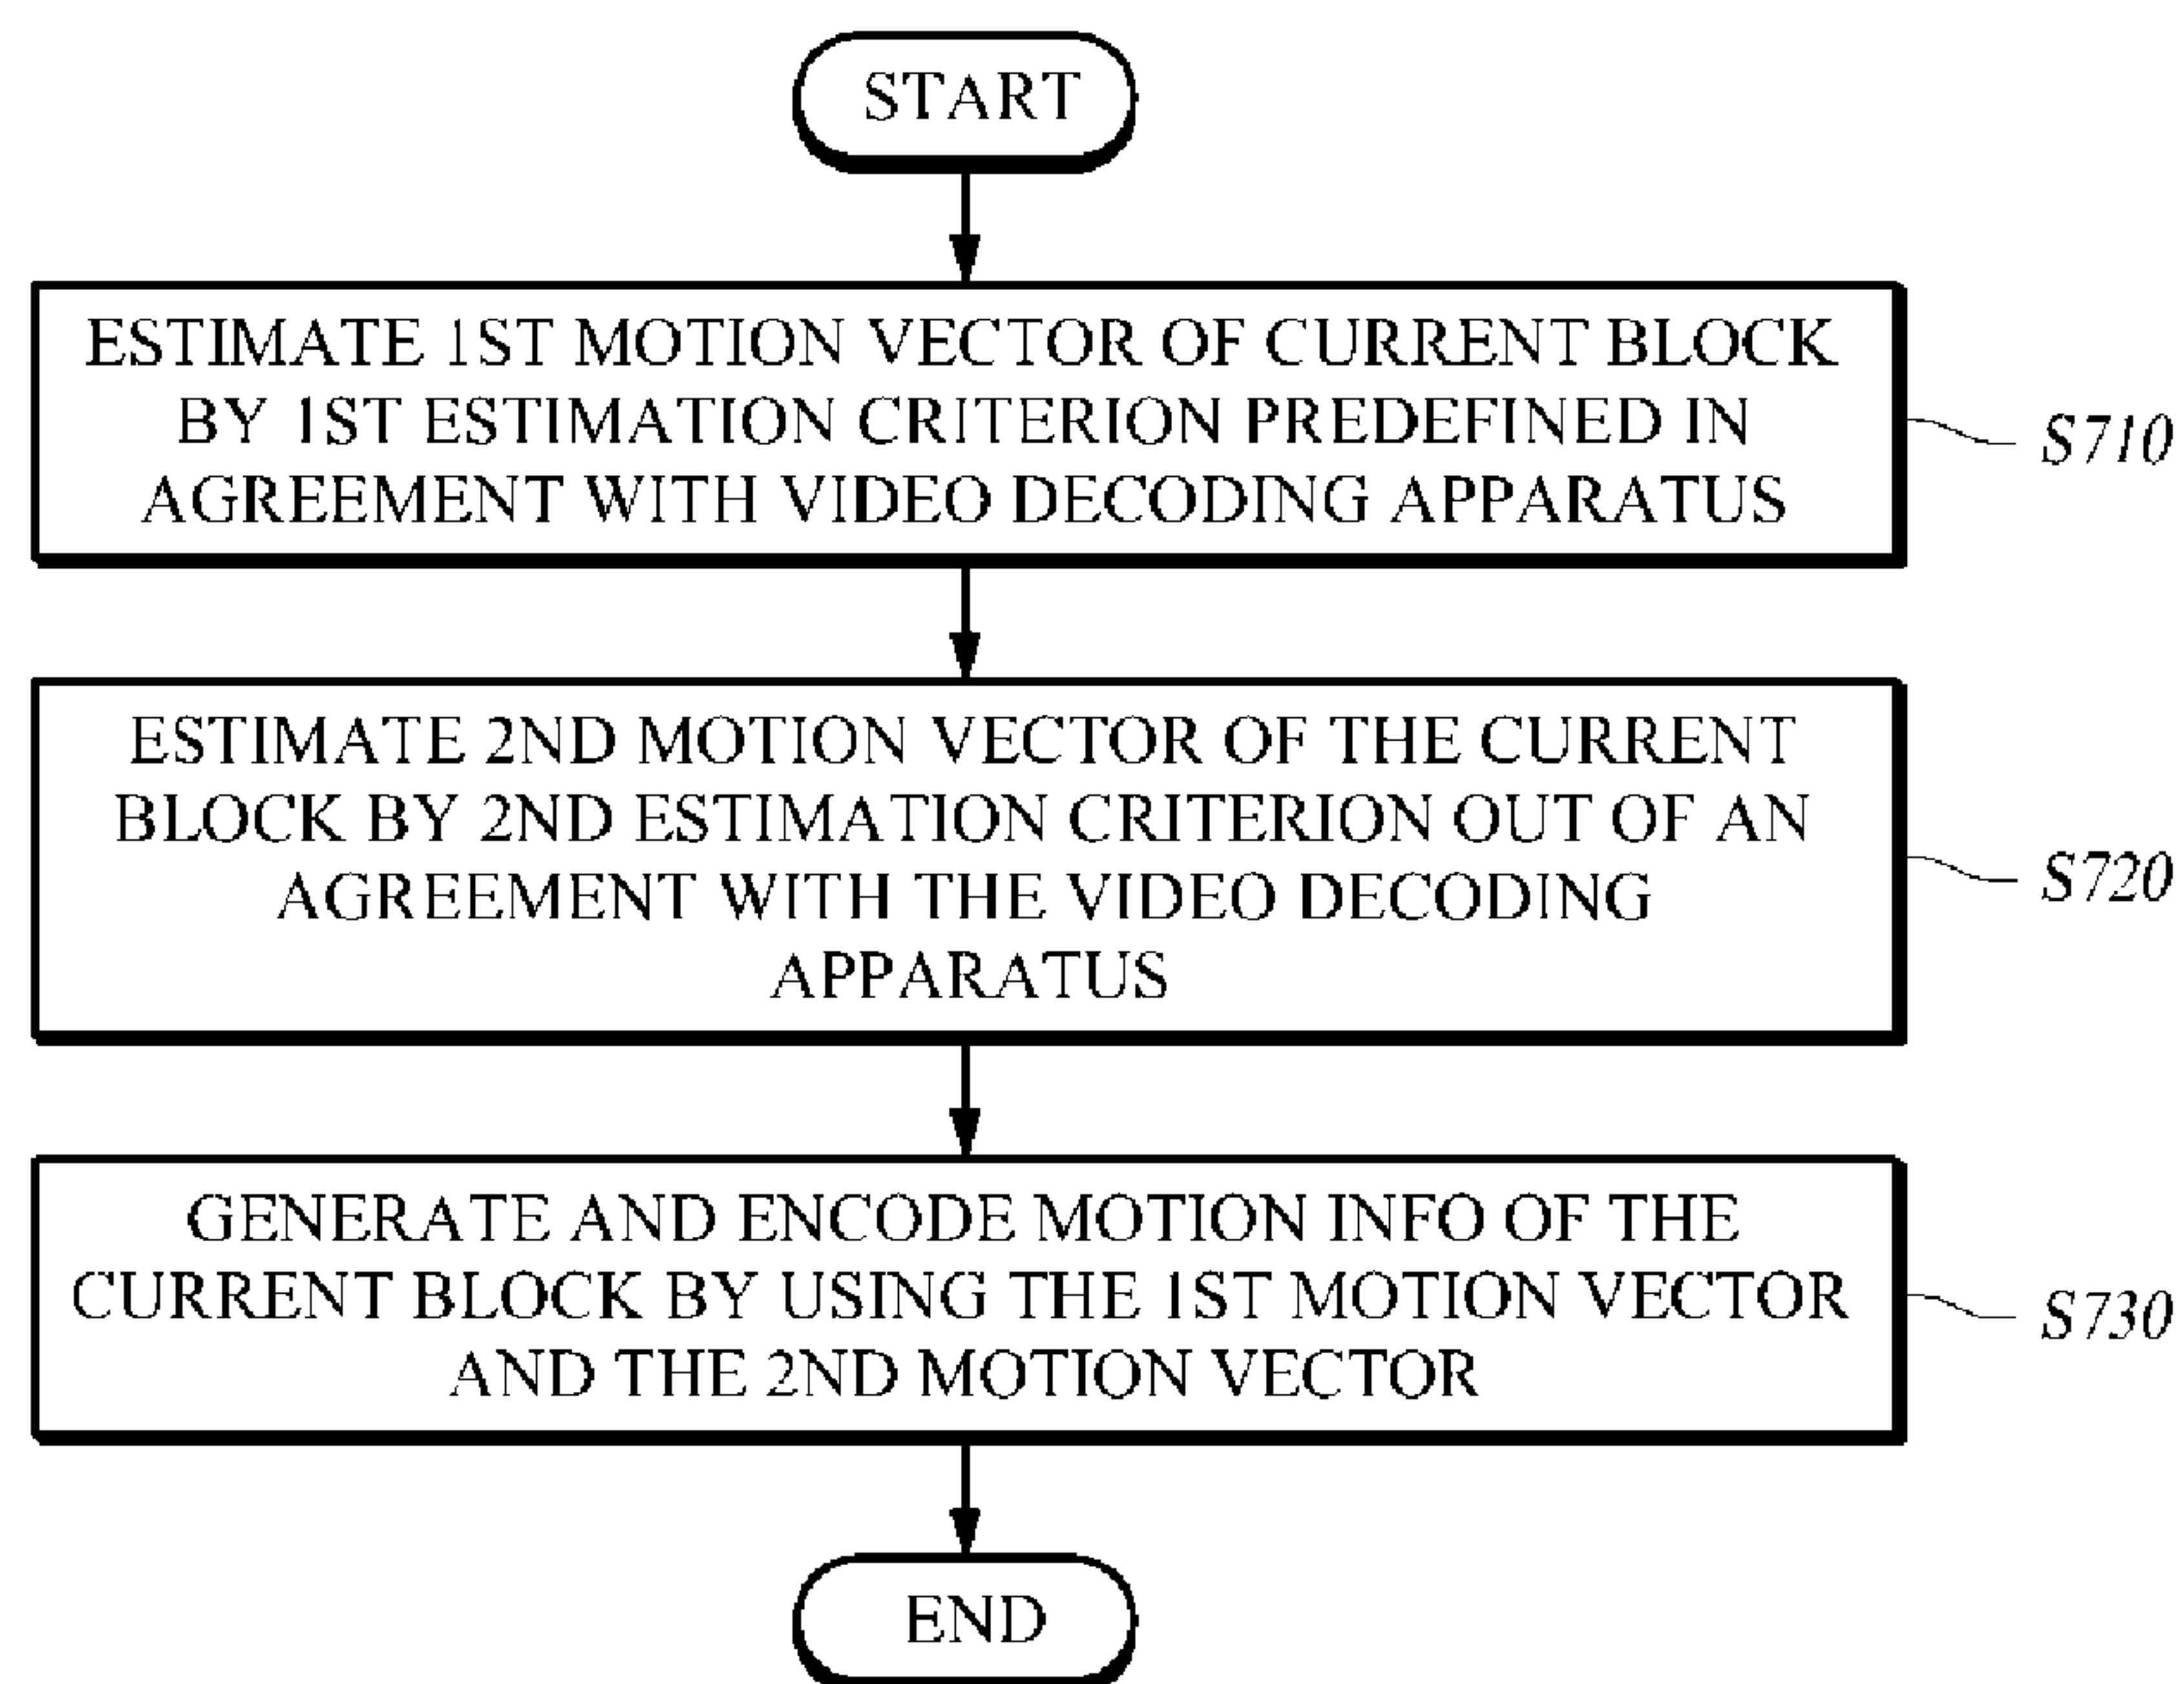 START
ESTIMATE 1ST MOTION VECTOR OF CURRENT BLOCK
BY 1ST ESTIMATION CRITERION PREDEFINED IN
AGREEMENT WITH VIDEO DECODING APPARATUS
S710
ESTIMATE 2ND MOTION VECTOR OF THE CURRENT
BLOCK BY 2ND ESTIMATION CRITERION OUT OF AN
AGREEMENT WITH THE VIDEO DECODING
APPARATUS
S720
GENERATE AND ENCODE MOTION INFO OF THE
CURRENT BLOCK BY USING THE 1ST MOTION VECTOR
AND THE 2ND MOTION VECTOR
S730
END